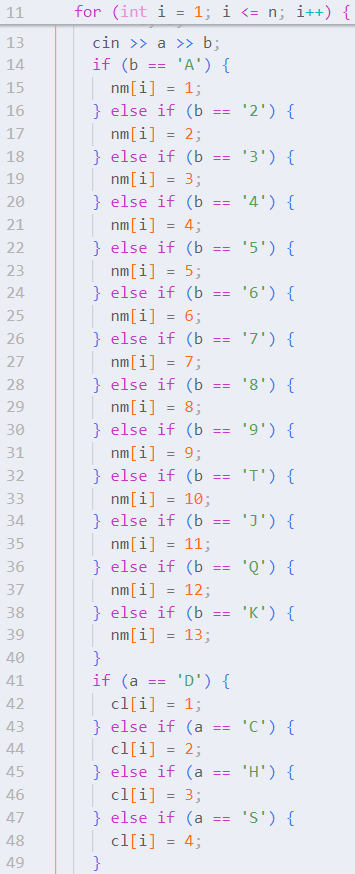 11 for (int i = 1; i <= n; i++) {
13 cin >> a >> b;
14 if (b == 'A') {
15 nm[i] = 1;
16 } else if (b == '2') {
17 nm[i] = 2;
18 } else if (b == '3') {
19 nm[i] = 3;
20 } else if (b == '4') {
21 nm[i] = 4;
22 } else if (b == '5') {
23 nm[i] = 5;
24 } else if (b == '6') {
25 nm[i] = 6;
26 } else if (b == '7') {
27 nm[i] = 7;
28 } else if (b == '8') {
29 nm[i] = 8;
30 } else if (b == '9') {
31 nm[i] = 9;
32 } else if (b == 'T') {
33 nm[i] = 10;
34 } else if (b == 'J') {
35 nm[i] = 11;
36 } else if (b == 'Q') {
37 nm[i] = 12;
38 } else if (b == 'K') {
39 nm[i] = 13;
40 }
41 if (a == 'D') {
42 cl[i] = 1;
43 } else if (a == 'C') {
44 cl[i] = 2;
45 } else if (a == 'H') {
46 cl[i] = 3;
47 } else if (a == 'S') {
48 cl[i] = 4;
49 }